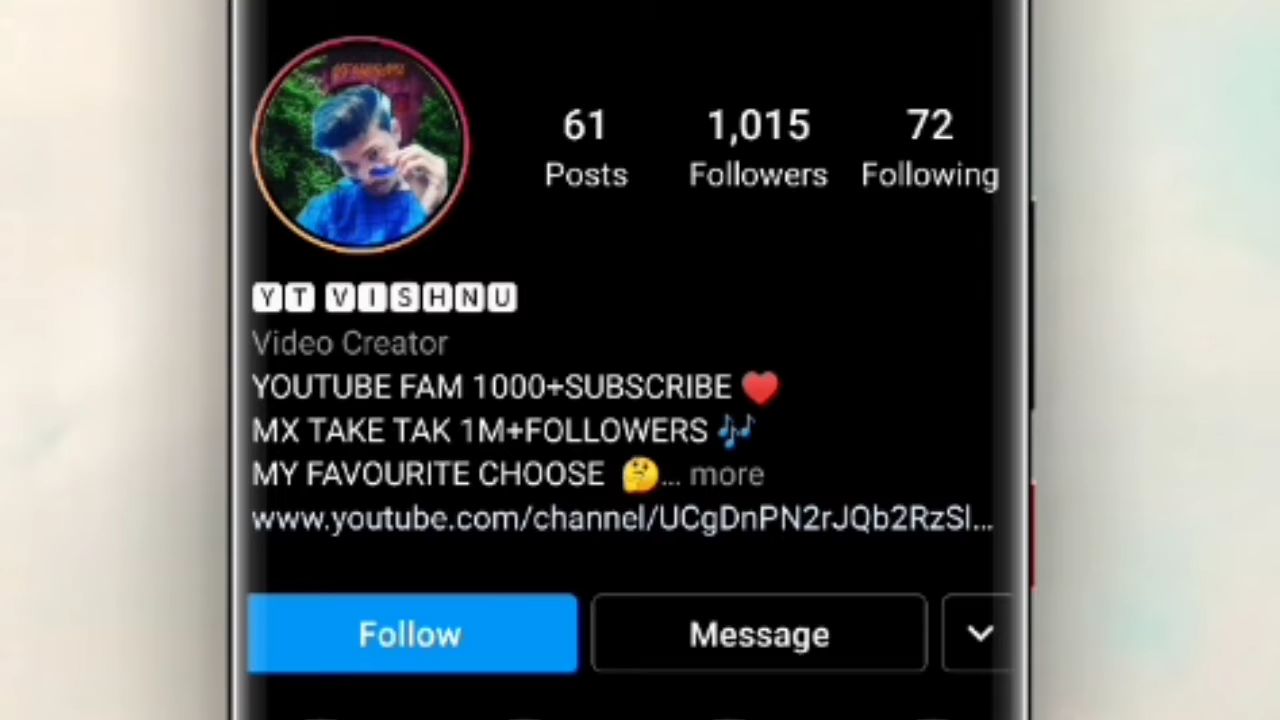 61 1,015 72
Posts Followers Following
YT VISHNU
Video Creator
YOUTUBE FAM 1000+SUBSCRIBE ❤️
MX TAKE TAK 1M+FOLLOWERS 🎶
MY FAVOURITE CHOOSE 🤔... more
www.youtube.com/channel/UCgDnPN2rJQb2RzSl...
Follow Message